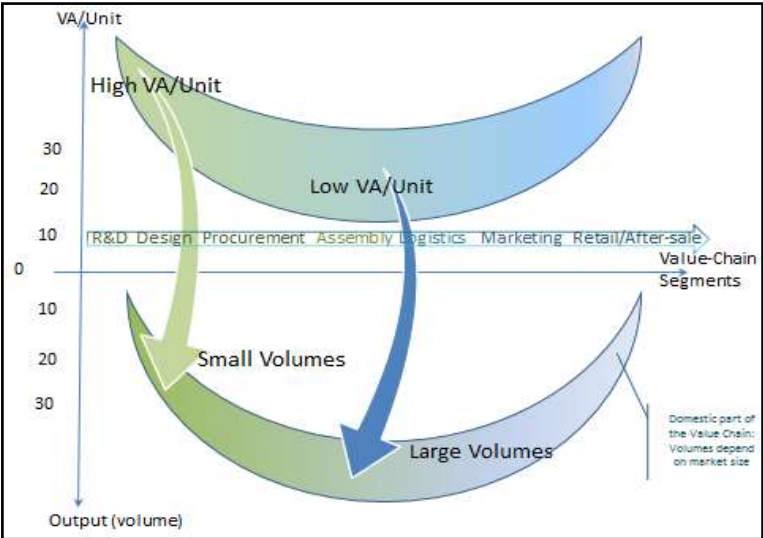 VA/Unit
High VA/Unit
30
20
Low VA/Unit
10
R&D Design Procurement Assembly Logistics Marketing Retail/After-sale
0
Value-Chain
Segments
10
20
Small Volumes
30
Domestic part of
the Value Chain:
Volumes depend
on market size
Large Volumes
Output (volume)